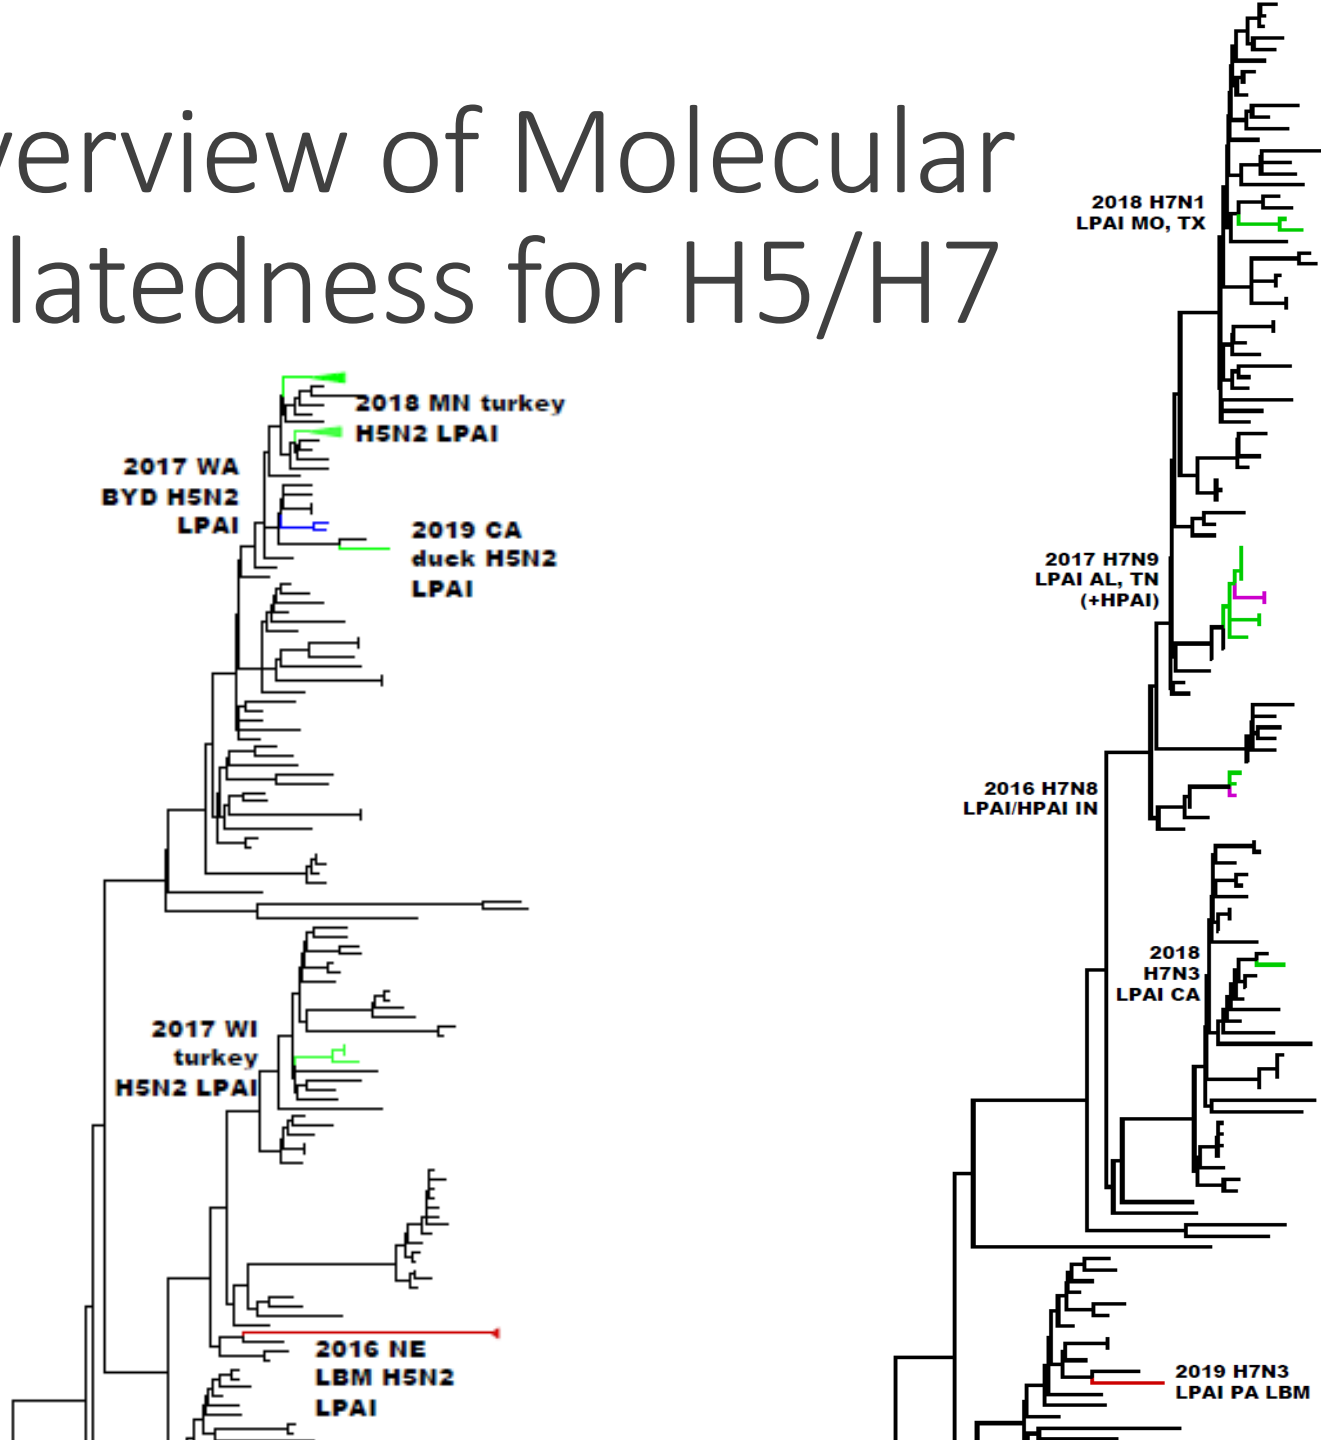 verview of Molecular
latedness for H5/H7
2018 MN turkey
H5N2 LPAI
2017 WA
BYD H5N2
LPAI
2019 CA
duck H5N2
LPAI
2017 WI
turkey
H5N2 LPAI
2016 NE
LBM H5N2
LPAI
2018 H7N1
LPAI MO, TX
2017 H7N9
LPAI AL, TN
(+HPAI)
2016 H7N8
LPAI/HPAI IN
2018
H7N3
LPAI CA
2019 H7N3
LPAI PA LBM